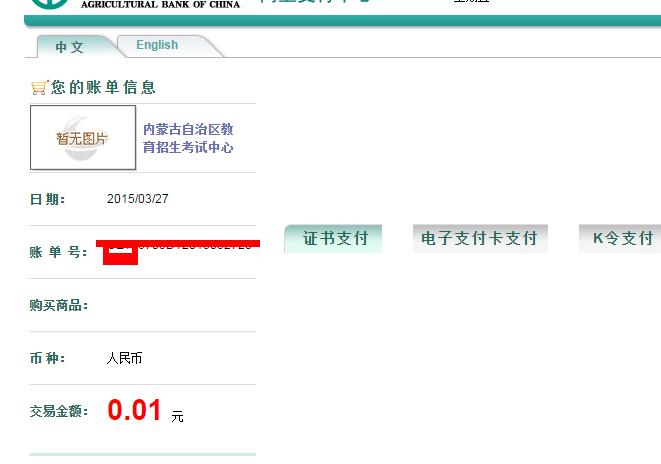 AGRICULTURAL BANK OF CHINA
中文
English
您的账单信息
暂无图片
内蒙古自治区教
育招生考试中心
日期：
2015/03/27
账 单 号：
证书支付
电子支付卡支付
K令支付
购买商品：
币种：
人民币
交易金额：
0.01 元